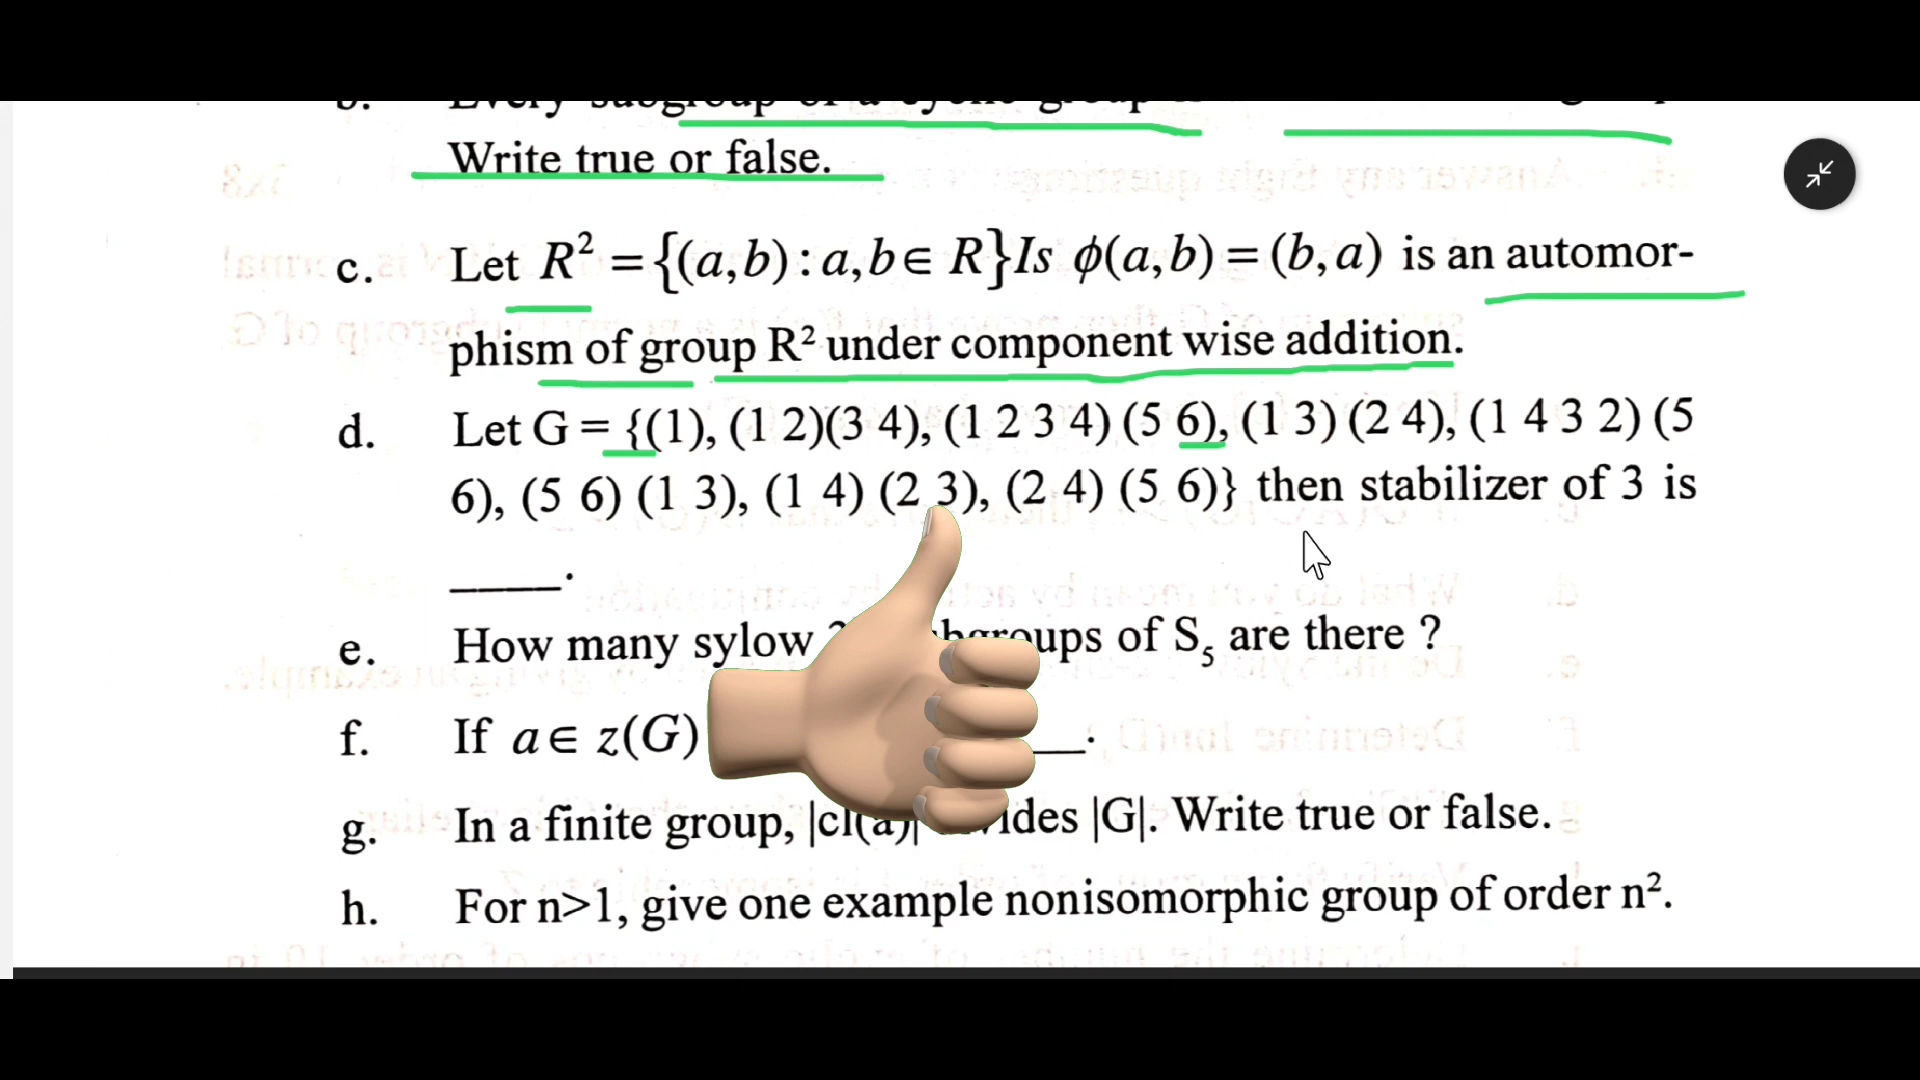 Write true or false.
c. Let R² = {(a,b) : a,b ∈ R} Is ϕ(a,b) = (b,a) is an automor-
phism of group R² under component wise addition.
d. Let G = {(1), (1 2)(3 4), (1 2 3 4) (5 6), (1 3) (2 4), (1 4 3 2) (5
6), (5 6) (1 3), (1 4) (2 3), (2 4) (5 6)} then stabilizer of 3 is
____.
e. How many sylow of S₅ are there ?
f. If a ∈ z(G) ___.
g. In a finite group, |cl(a)| |G|. Write true or false.
h. For n>1, give one example nonisomorphic group of order n².